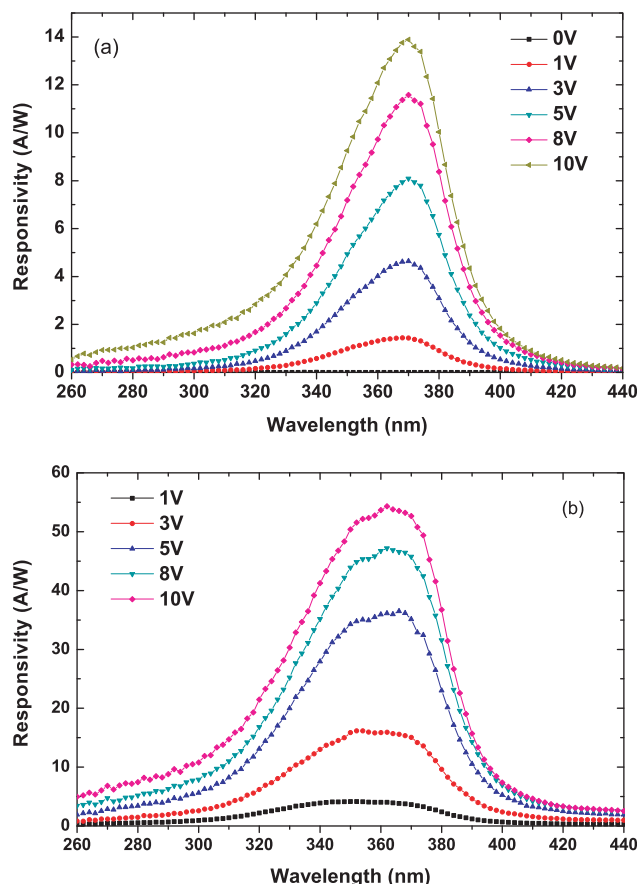 (a)
0V
1V
3V
5V
8V
10V
14
12
10
8
6
4
2
0
Responsivity (A/W)
260 280 300 320 340 360 380 400 420 440
Wavelength (nm)
(b)
1V
3V
5V
8V
10V
60
50
40
30
20
10
0
Responsivity (A/W)
260 280 300 320 340 360 380 400 420 440
Wavelength (nm)